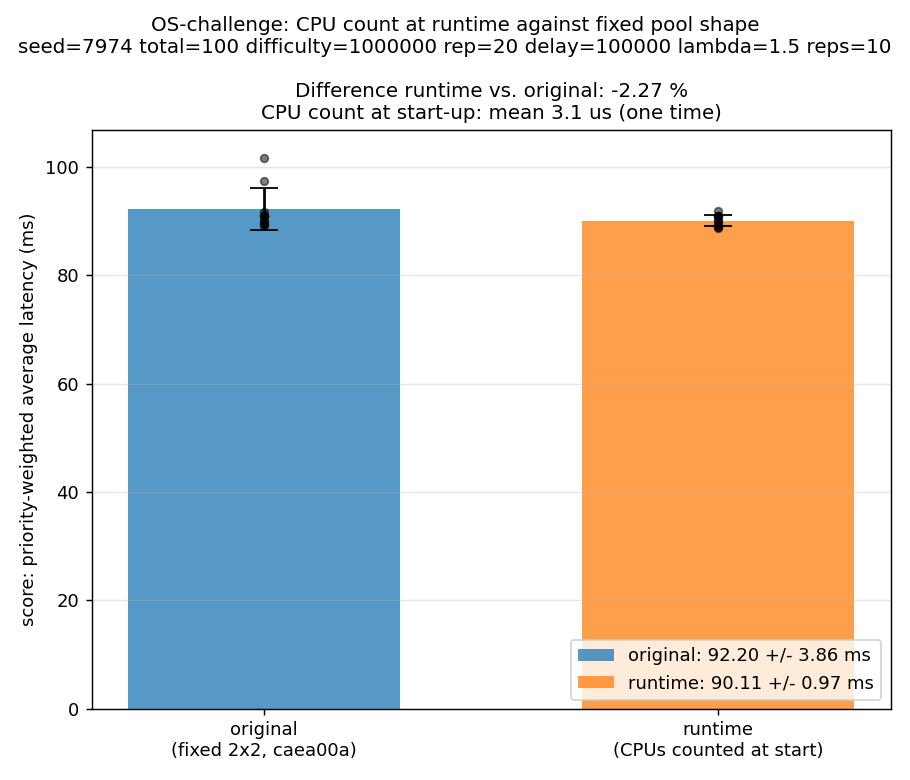 OS-challenge: CPU count at runtime against fixed pool shape
seed=7974 total=100 difficulty=1000000 rep=20 delay=100000 lambda=1.5 reps=10
Difference runtime vs. original: -2.27 %
CPU count at start-up: mean 3.1 us (one time)
score: priority-weighted average latency (ms)
100
80
60
40
20
0
original: 92.20 +/- 3.86 ms
runtime: 90.11 +/- 0.97 ms
original
(fixed 2x2, caea00a)
runtime
(CPUs counted at start)